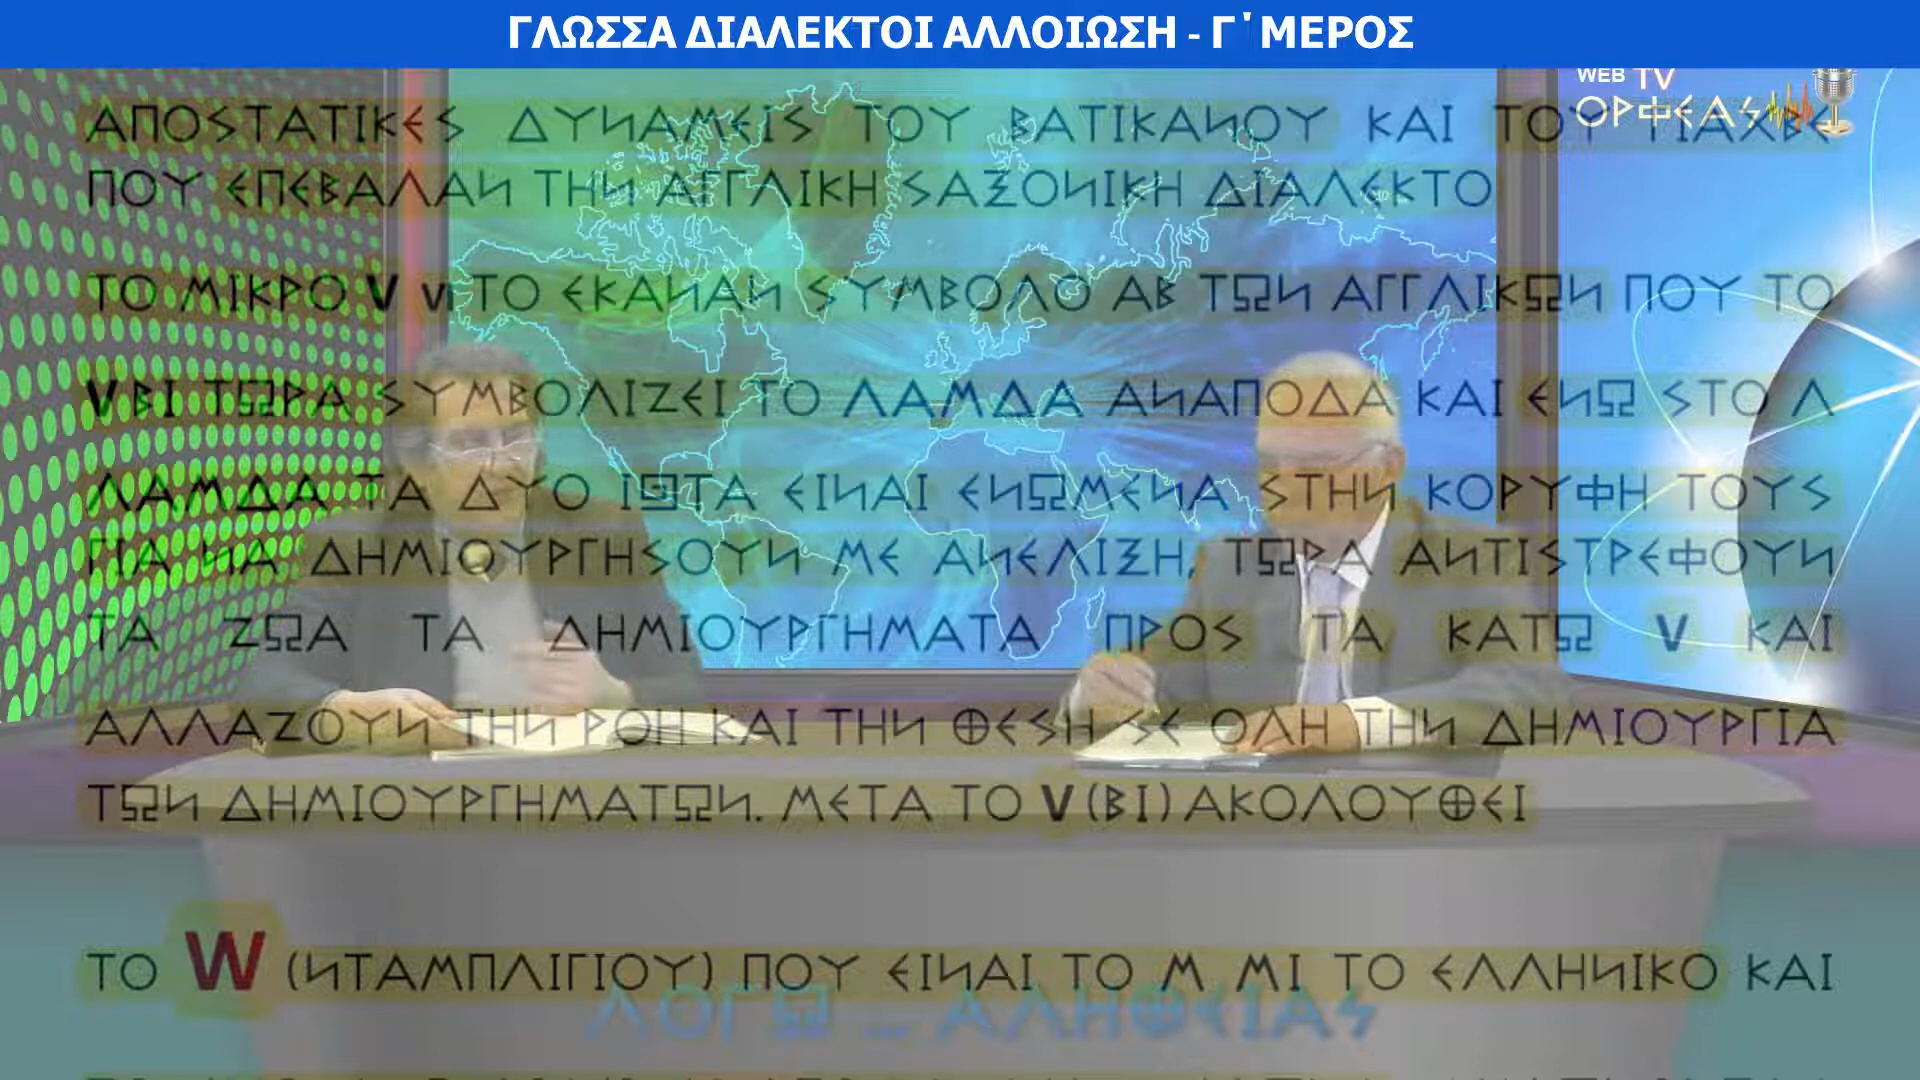 ΓΛΩΣΣΑ ΔΙΑΛΕΚΤΟΙ ΑΛΛΟΙΩΣΗ - Γ΄ΜΕΡΟΣ
WEB TV
ΟΡΦΕΑΣ
ΑΠΟΣΤΑΤΙΚΕΣ ΔΥΝΑΜΕΙΣ ΤΟΥ ΒΑΤΙΚΑΝΟΥ ΚΑΙ ΤΟΥ ΓΙΑΧΒΕ
ΠΟΥ ΕΠΕΒΑΛΑΝ ΤΗΝ ΑΓΓΛΙΚΗ ΣΑΞΟΝΙΚΗ ΔΙΑΛΕΚΤΟ
ΤΟ ΜΙΚΡΟ V vi ΤΟ ΕΚΑΝΑΝ ΣΥΜΒΟΛΟ ΑΒ ΤΩΝ ΑΓΓΛΙΚΩΝ ΠΟΥ ΤΟ
V ΒΙ ΤΩΡΑ ΣΥΜΒΟΛΙΖΕΙ ΤΟ ΛΑΜΔΑ ΑΝΑΠΟΔΑ ΚΑΙ ΕΝΩ ΣΤΟ Λ
ΛΑΜΔΑ ΤΑ ΔΥΟ ΙΩΤΑ ΕΙΝΑΙ ΕΝΩΜΕΝΑ ΣΤΗΝ ΚΟΡΥΦΗ ΤΟΥΣ
ΓΙΑ ΝΑ ΔΗΜΙΟΥΡΓΗΣΟΥΝ ΜΕ ΑΝΕΛΙΞΗ, ΤΩΡΑ ΑΝΤΙΣΤΡΕΦΟΥΝ
ΤΑ ΖΩΑ ΤΑ ΔΗΜΙΟΥΡΓΗΜΑΤΑ ΠΡΟΣ ΤΑ ΚΑΤΩ V ΚΑΙ
ΑΛΛΑΖΟΥΝ ΤΗΝ ΡΟΗ ΚΑΙ ΤΗΝ ΘΕΣΗ ΣΕ ΟΛΗ ΤΗΝ ΔΗΜΙΟΥΡΓΙΑ
ΤΩΝ ΔΗΜΙΟΥΡΓΗΜΑΤΩΝ. ΜΕΤΑ ΤΟ V (ΒΙ) ΑΚΟΛΟΥΘΕΙ
ΤΟ W (ΝΤΑΜΠΛΙΓΙΟΥ) ΠΟΥ ΕΙΝΑΙ ΤΟ Μ ΜΙ ΤΟ ΕΛΛΗΝΙΚΟ ΚΑΙ
ΛΟΓΩ _ ΑΛΗΘΕΙΑΣ